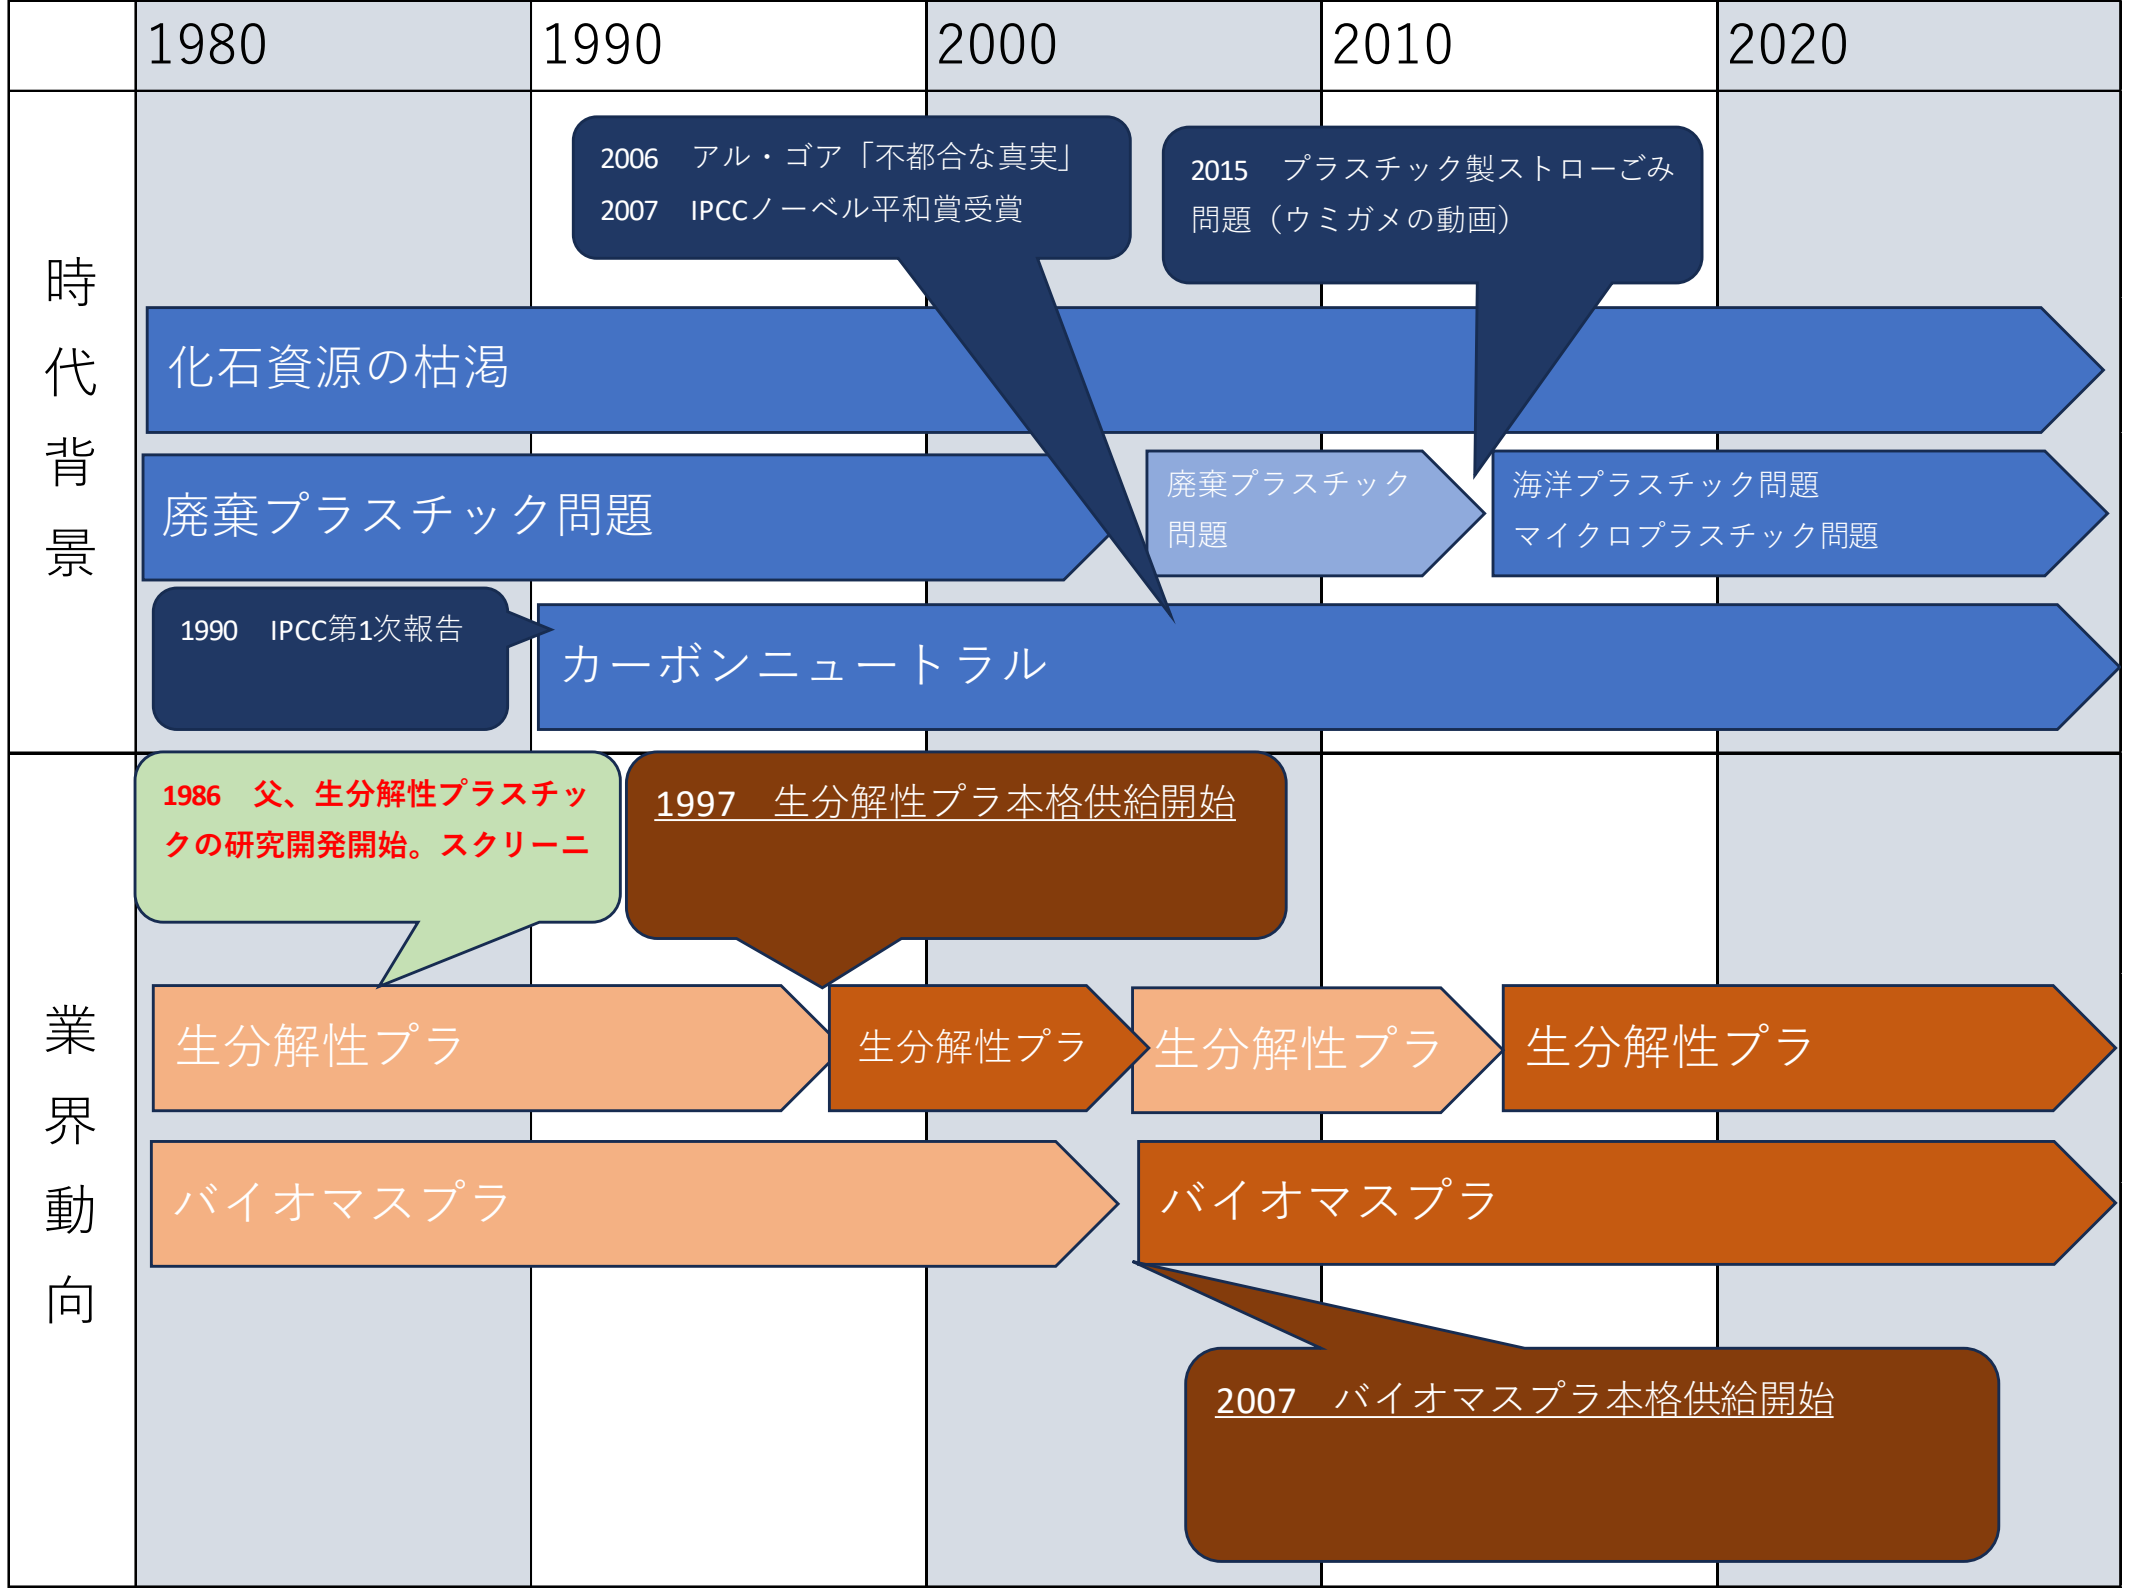 1980
1990
2000
2010
2020
時代背景
2006　アル・ゴア「不都合な真実」
2007　IPCCノーベル平和賞受賞
2015　プラスチック製ストローごみ
問題（ウミガメの動画）
化石資源の枯渇
廃棄プラスチック問題
廃棄プラスチック
問題
海洋プラスチック問題
マイクロプラスチック問題
1990　IPCC第1次報告
カーボンニュートラル
業界動向
1986　父、生分解性プラスチッ
クの研究開発開始。スクリーニ
1997　生分解性プラ本格供給開始
生分解性プラ
生分解性プラ
生分解性プラ
生分解性プラ
バイオマスプラ
バイオマスプラ
2007　バイオマスプラ本格供給開始